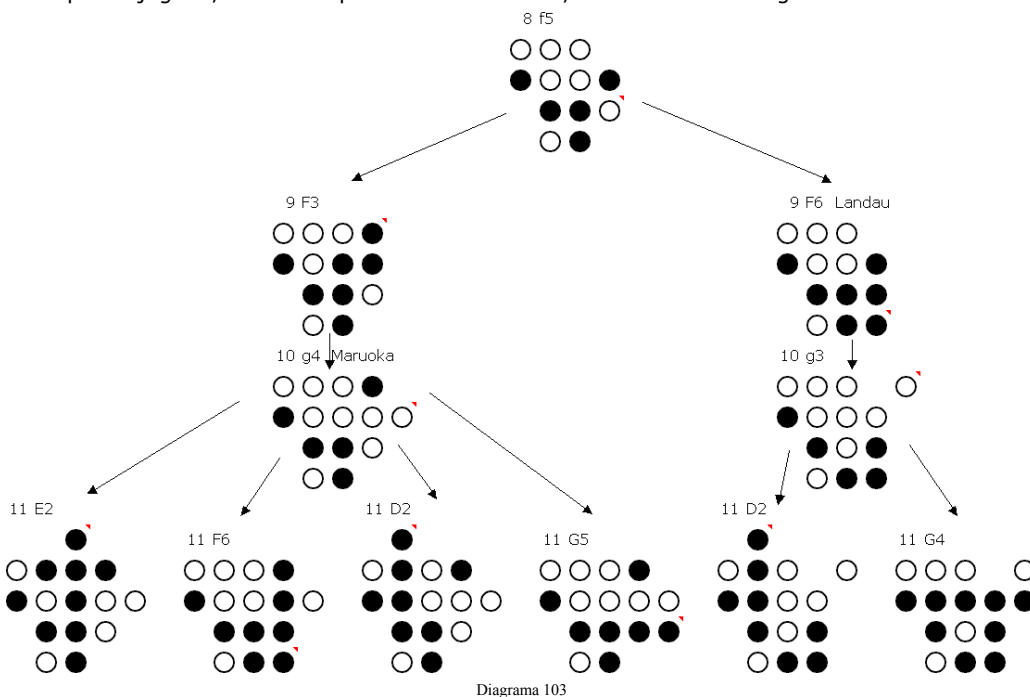 8 f5
9 F3
9 F6 Landau
10 g4 Maruoka
10 g3
11 E2
11 F6
11 D2
11 G5
11 D2
11 G4
Diagrama 103